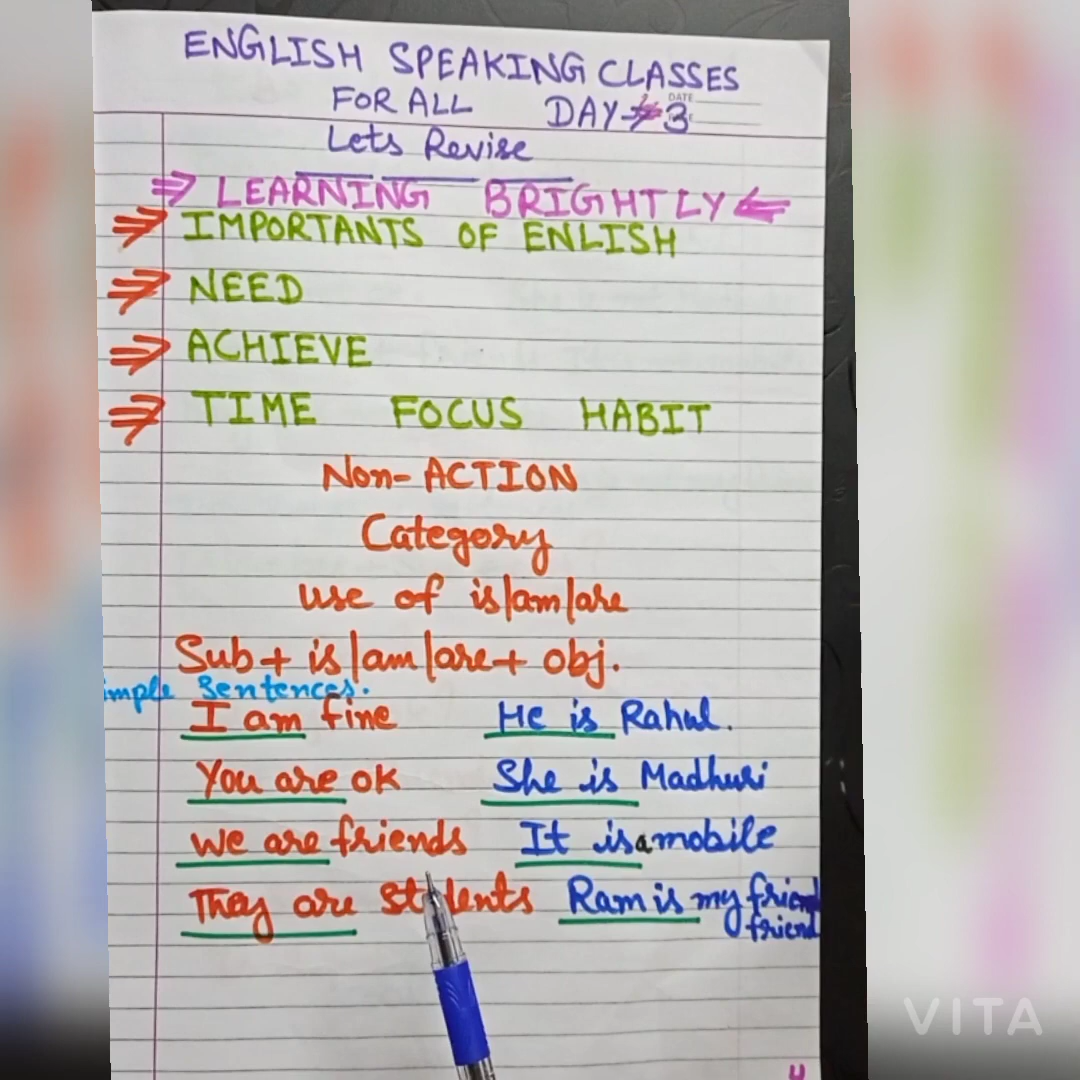 ENGLISH SPEAKING CLASSES
FOR ALL DAY → 3
DATE
Lets Revise
⇒ LEARNING BRIGHTLY ⇐
⇒ IMPORTANTS OF ENLISH
⇒ NEED
⇒ ACHIEVE
⇒ TIME FOCUS HABIT
Non-ACTION
Category
use of is/am/are
Sub + is/am/are + obj.
imple Sentences.
I am fine He is Rahul.
You are ok She is Madhuri
We are friends It is a mobile
They are Students Ram is my friend
friend
VITA